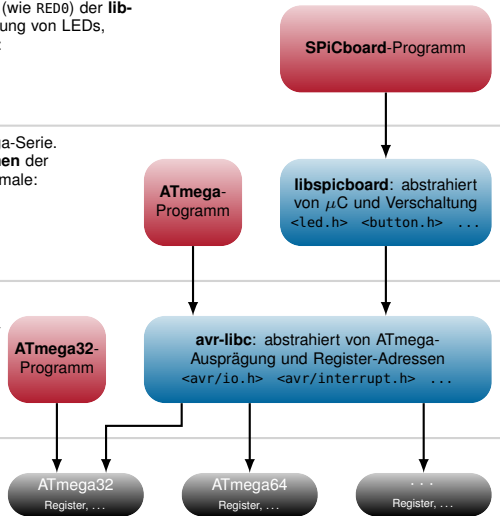 (wie RED0) der lib-
ung von LEDs,
SPiCboard-Programm
a-Serie.
en der
male:
ATmega-
Programm
libspicboard: abstrahiert
von μC und Verschaltung
<led.h> <button.h> ...
ATmega32-
Programm
avr-libc: abstrahiert von ATmega-
Ausprägung und Register-Adressen
<avr/io.h> <avr/interrupt.h> ...
ATmega32
Register, ...
ATmega64
Register, ...
...
Register, ...